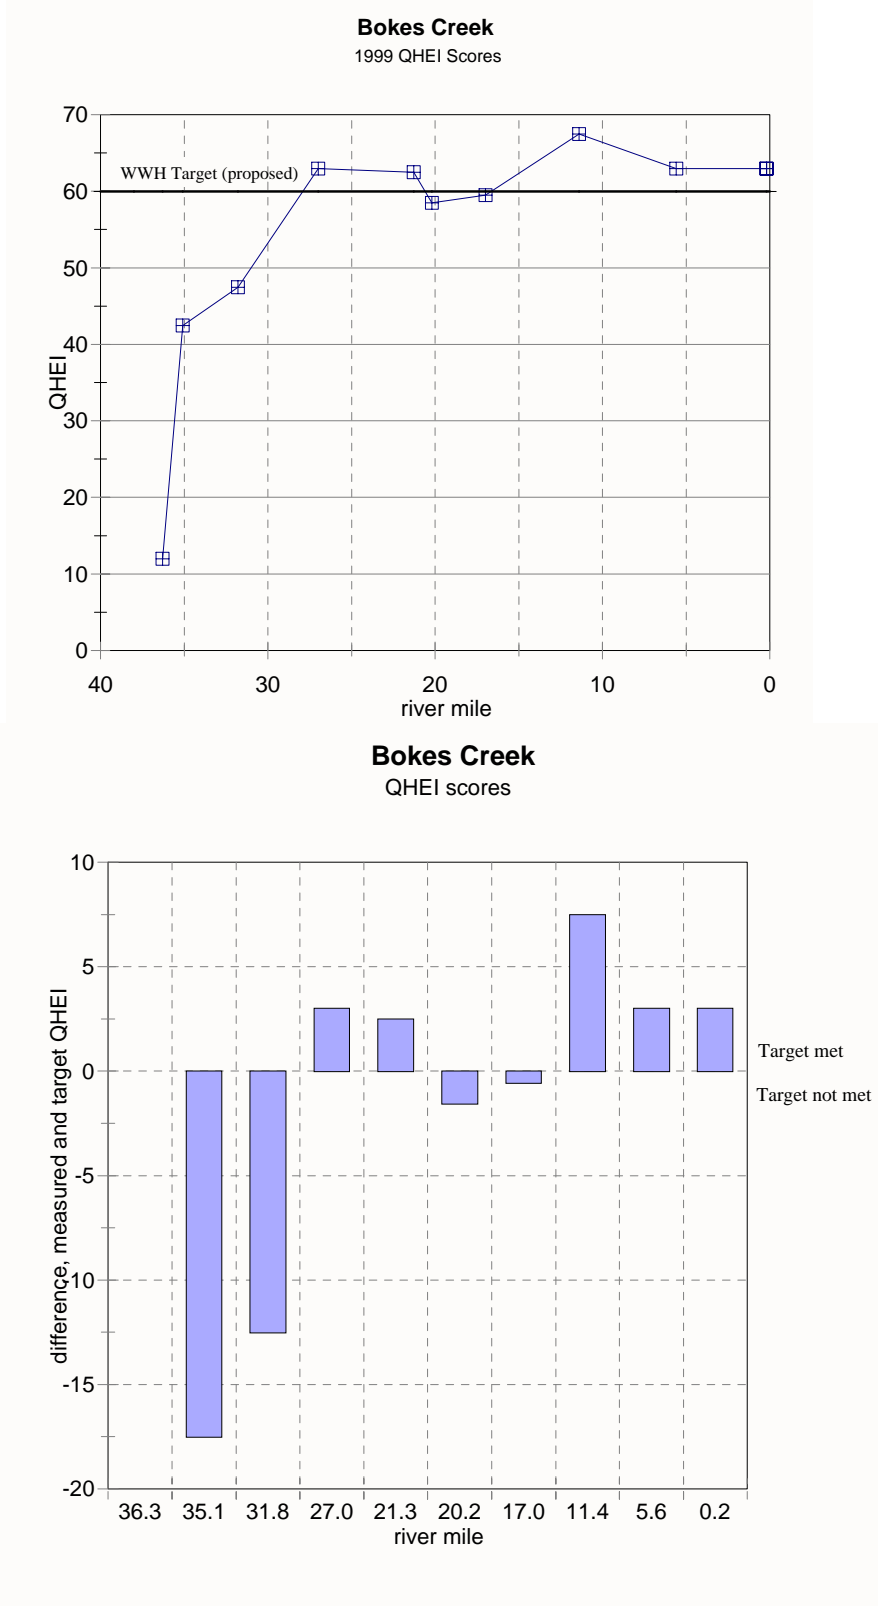 Bokes Creek
1999 QHEI Scores
70
WWH Target (proposed)
60
50
40
QHEI
30
20
10
0
40 30 20 10 0
river mile
Bokes Creek
QHEI scores
10
5
difference, measured and target QHEI
Target met
0
Target not met
-5
-10
-15
-20
36.3 35.1 31.8 27.0 21.3 20.2 17.0 11.4 5.6 0.2
river mile